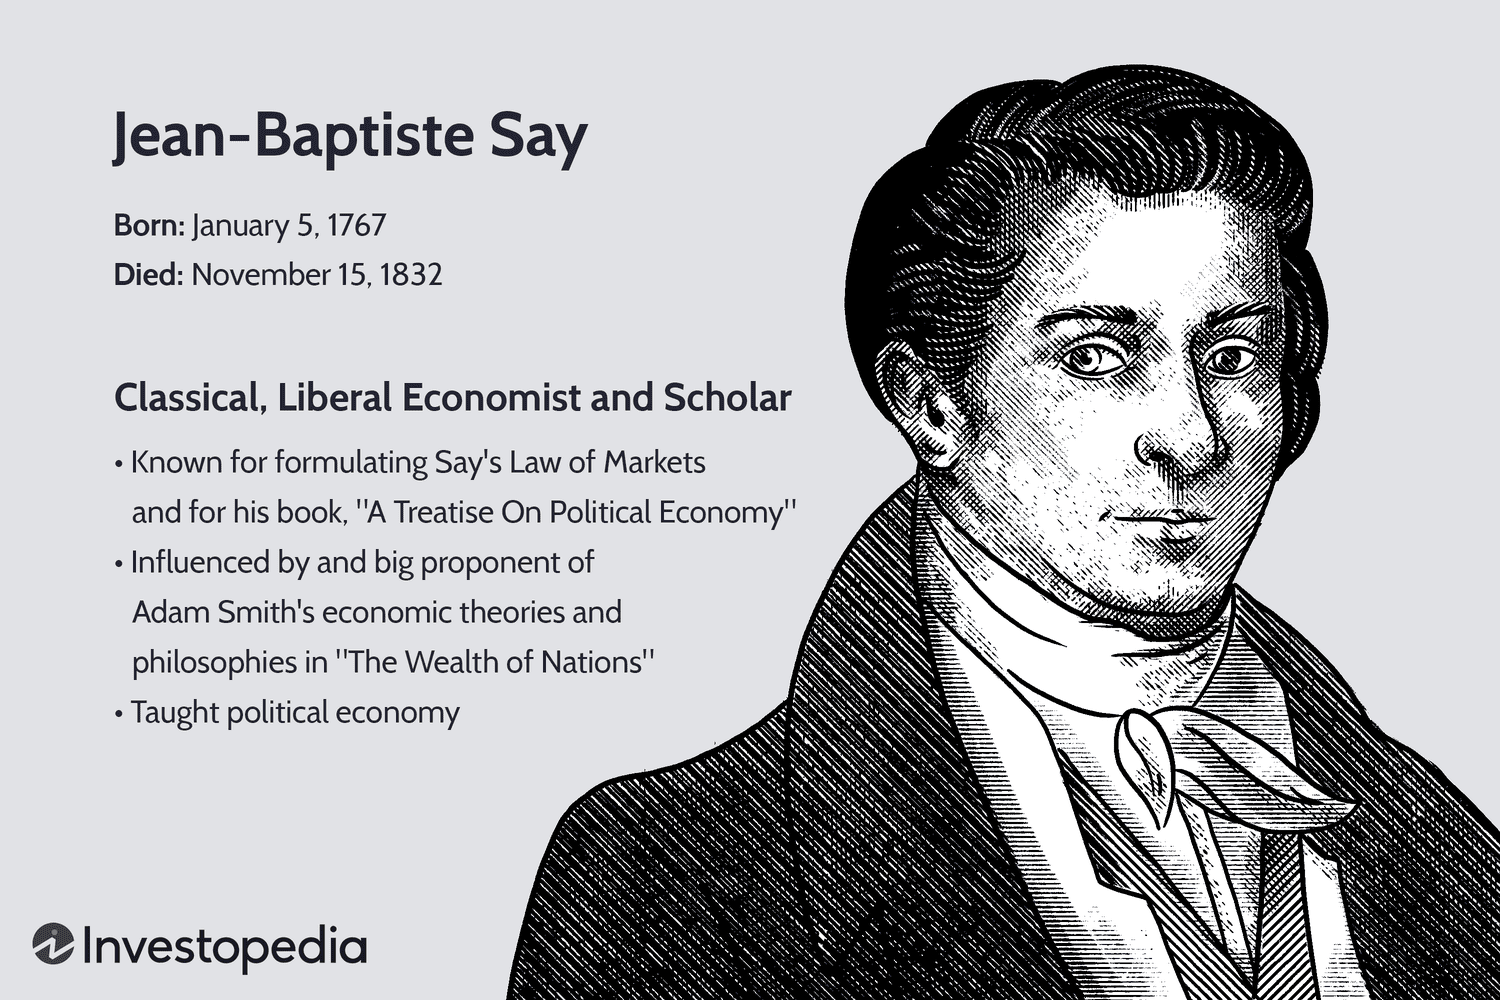 Jean-Baptiste Say
Born: January 5, 1767
Died: November 15, 1832
Classical, Liberal Economist and Scholar
• Known for formulating Say's Law of Markets
and for his book, "A Treatise On Political Economy"
• Influenced by and big proponent of
Adam Smith's economic theories and
philosophies in "The Wealth of Nations"
• Taught political economy
Investopedia